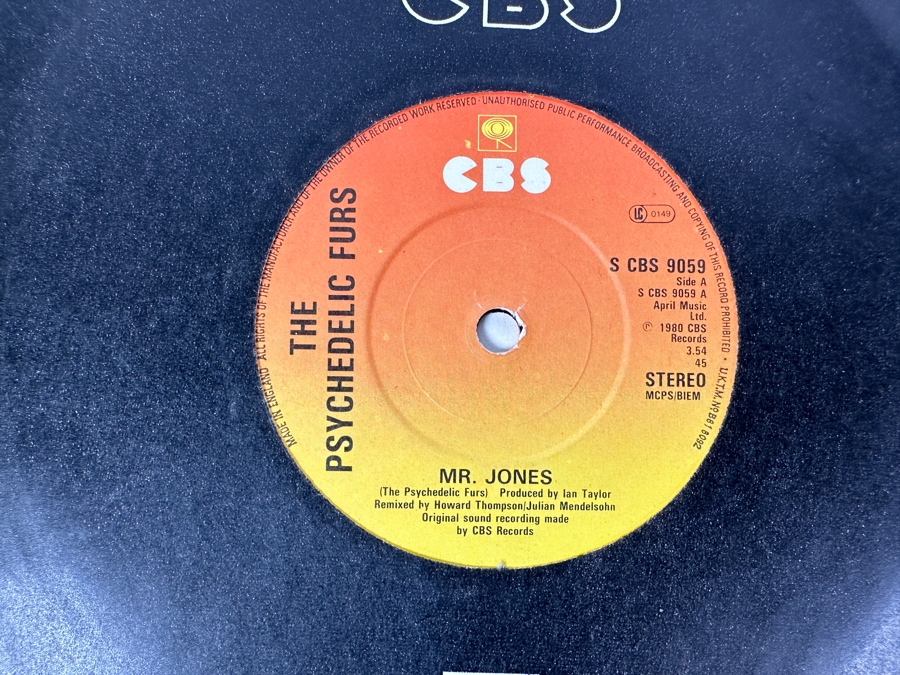 CBS
MADE IN ENGLAND ALL RIGHTS OF THE MANUFACTURER AND OF THE OWNER OF THE RECORDED WORK RESERVED · UNAUTHORISED PUBLIC PERFORMANCE BROADCASTING AND COPYING OF THIS RECORD PROHIBITED • U.K.T.M. Nº B618092
CBS
LC 0149
THE
PSYCHEDELIC FURS
S CBS 9059
Side A
S CBS 9059 A
April Music
Ltd.
℗ 1980 CBS
Records
3.54
45
STEREO
MCPS/BIEM
MR. JONES
(The Psychedelic Furs) Produced by Ian Taylor
Remixed by Howard Thompson/Julian Mendelsohn
Original sound recording made
by CBS Records